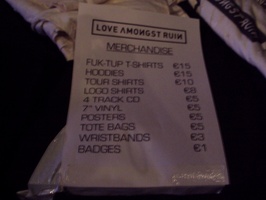 LOVE AMONGST RUIN
MERCHANDISE
FUK-TUP T-SHIRTS €15
HOODIES €15
TOUR SHIRTS €10
LOGO SHIRTS €8
4 TRACK CD €5
7" VINYL €5
POSTERS €5
TOTE BAGS €5
WRISTBANDS €3
BADGES €1